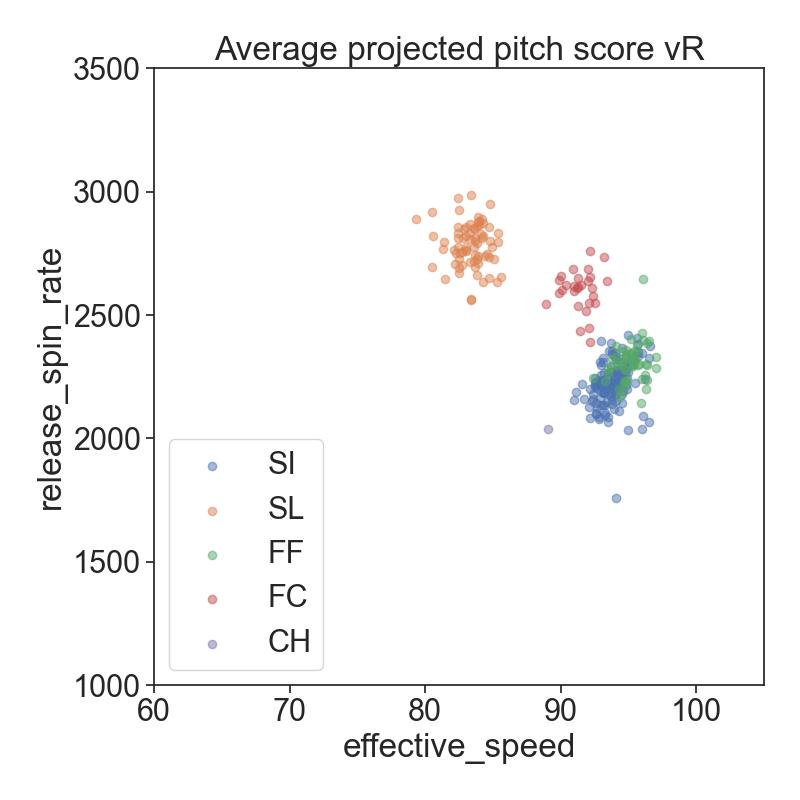 Average projected pitch score vR
3500
3000
2500
2000
1500
1000
release_spin_rate
SI
SL
FF
FC
CH
60 70 80 90 100
effective_speed